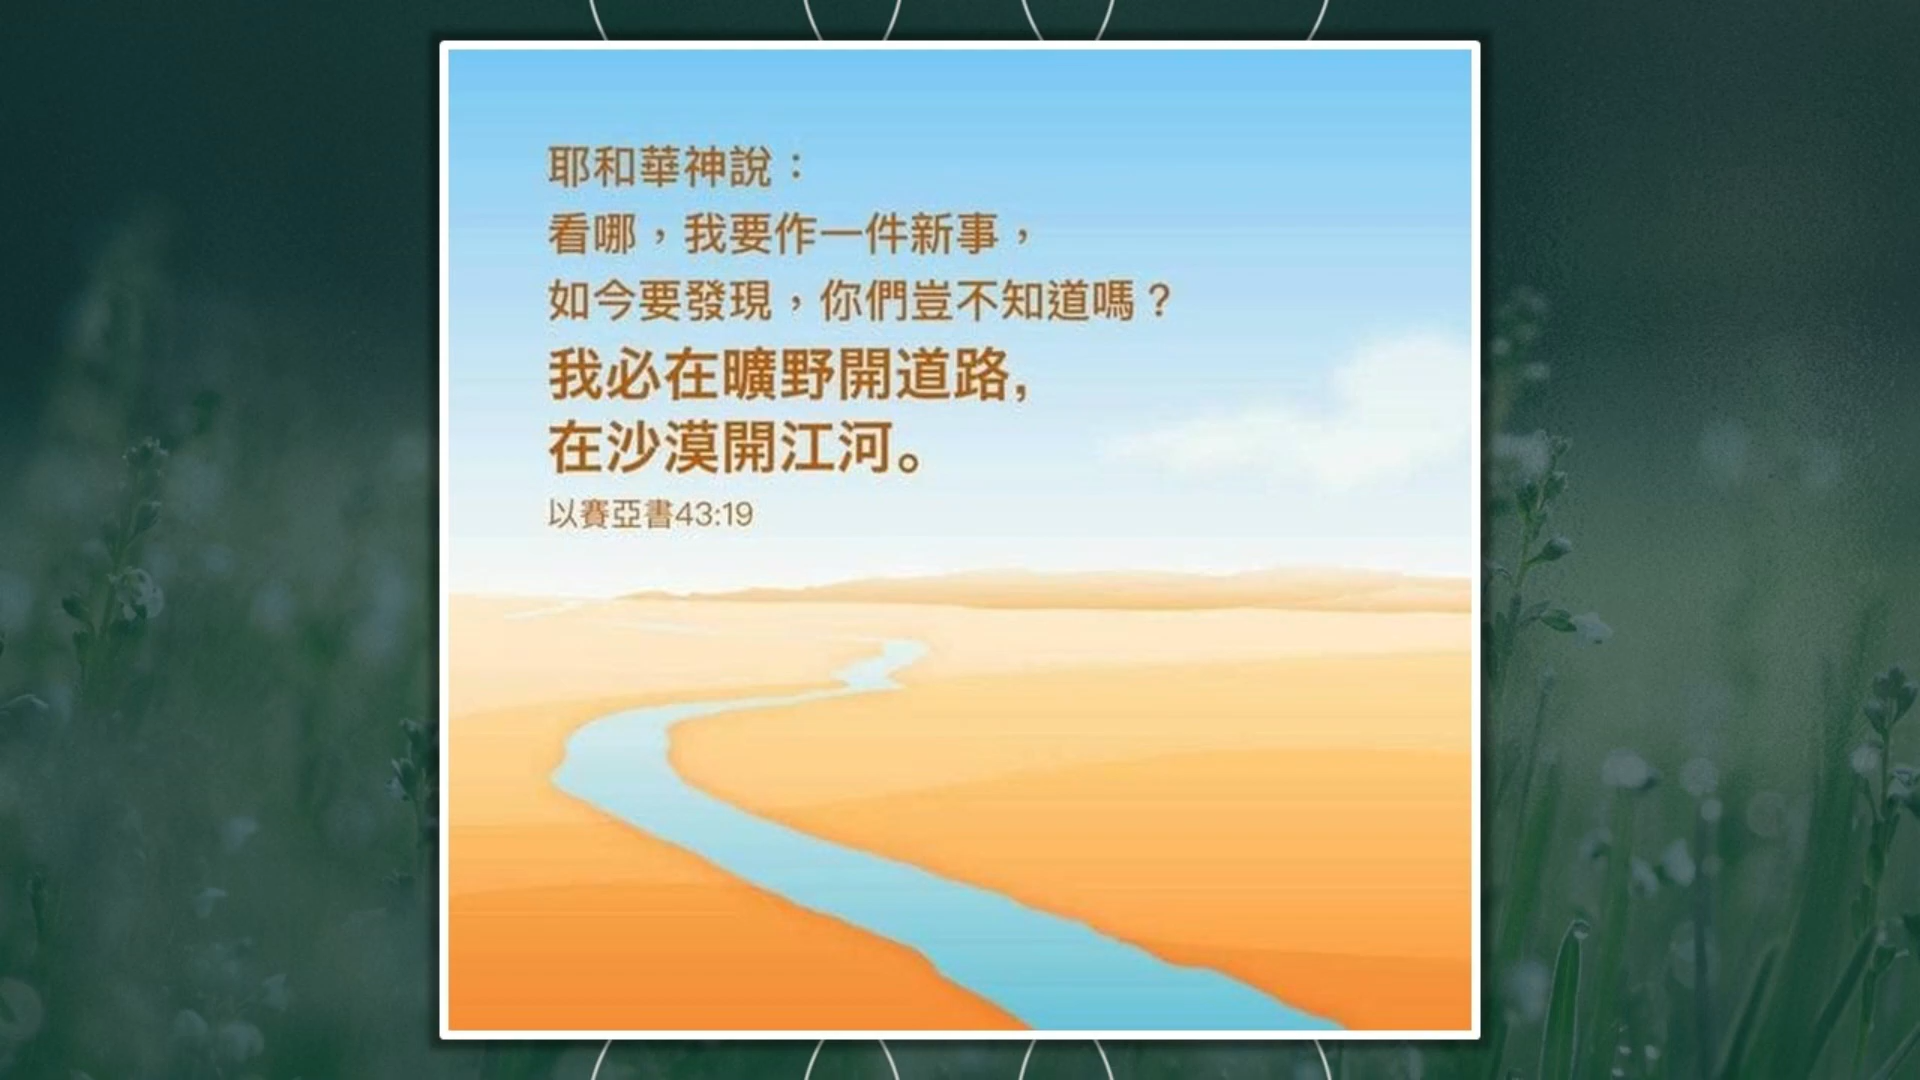 耶和華神說：
看哪，我要作一件新事，
如今要發現，你們豈不知道嗎？
我必在曠野開道路,
在沙漠開江河。
以賽亞書43:19